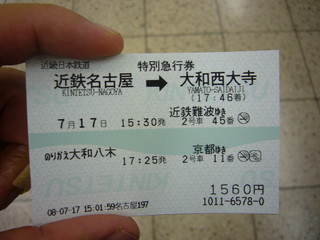 近畿日本鉄道 特別急行券
近鉄名古屋 ➡ 大和西大寺
KINTETSU-NAGOYA YAMATO-SAIDAIJI
(17:46着)
近鉄難波ゆき
7月17日 15:30発 2号車 45番
京都ゆき
のりかえ大和八木 17:25発 2号車 11番
1560円
08-07-17 15:01:59名古屋197 1011-6578-0